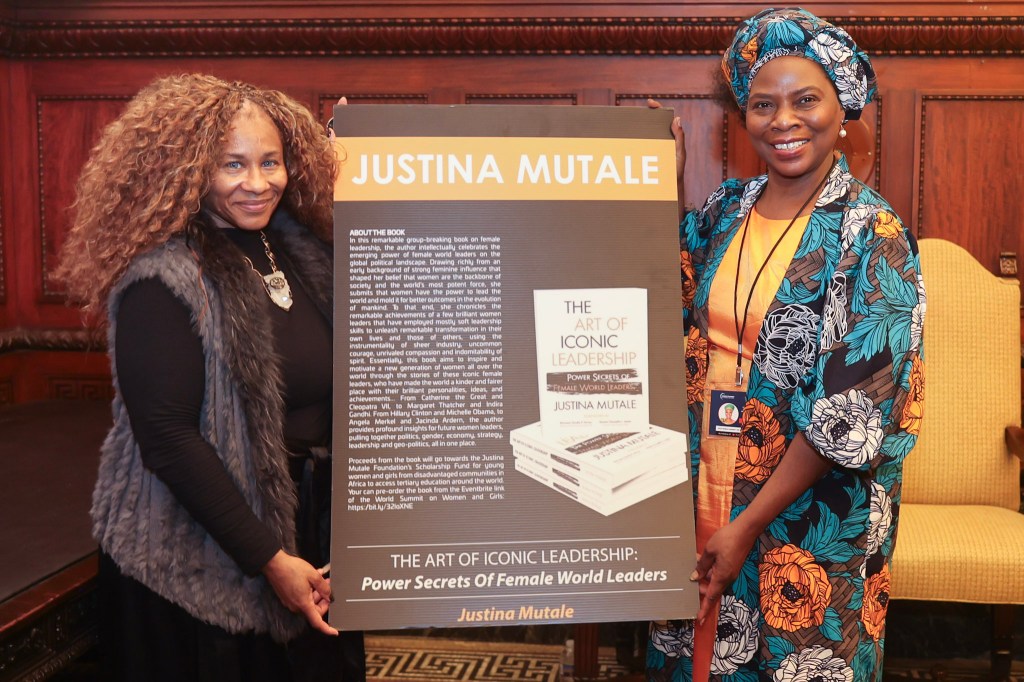 JUSTINA MUTALE
ABOUT THE BOOK
In this remarkable group-breaking book on female
leadership, the author intellectually celebrates the
emerging power of female world leaders on the
global political landscape. Drawing richly from an
early background of strong feminine influence that
shaped her belief that women are the backbone of
society and the world's most potent force, she
submits that women have the power to lead the
world and mold it for better outcomes in the evolution
of mankind. To that end, she chronicles the
remarkable achievements of a few brilliant women
leaders that have employed mostly soft leadership
skills to unleash remarkable transformation in their
own lives and those of others, using the
instrumentality of sheer industry, uncommon
courage, unrivaled compassion and indomitability of
spirit. Essentially, this book aims to inspire and
motivate a new generation of women all over the
world through the stories of these iconic female
leaders, who have made the world a kinder and fairer
place with their brilliant personalities, ideas, and
achievements... From Catherine the Great and
Cleopatra VII, to Margaret Thatcher and Indira
Gandhi. From Hillary Clinton and Michelle Obama, to
Angela Merkel and Jacinda Ardern, the author
provides profound insights for future women leaders,
pulling together politics, gender, economy, strategy,
leadership and geo-politics, all in one place.
Proceeds from the book will go towards the Justina
Mutale Foundation's Scholarship Fund for young
women and girls from disadvantaged communities in
Africa to access tertiary education around the world.
Your can pre-order the book from the Eventbrite link
of the World Summit on Women and Girls:
https:/bit.ly/32IaXNE
THE
ART OF
ICONIC
LEADERSHIP
POWER SECRETS OF
FEMALE WORLD LEADERS
JUSTINA MUTALE
THE ART OF ICONIC LEADERSHIP:
Power Secrets Of Female World Leaders
Justina Mutale